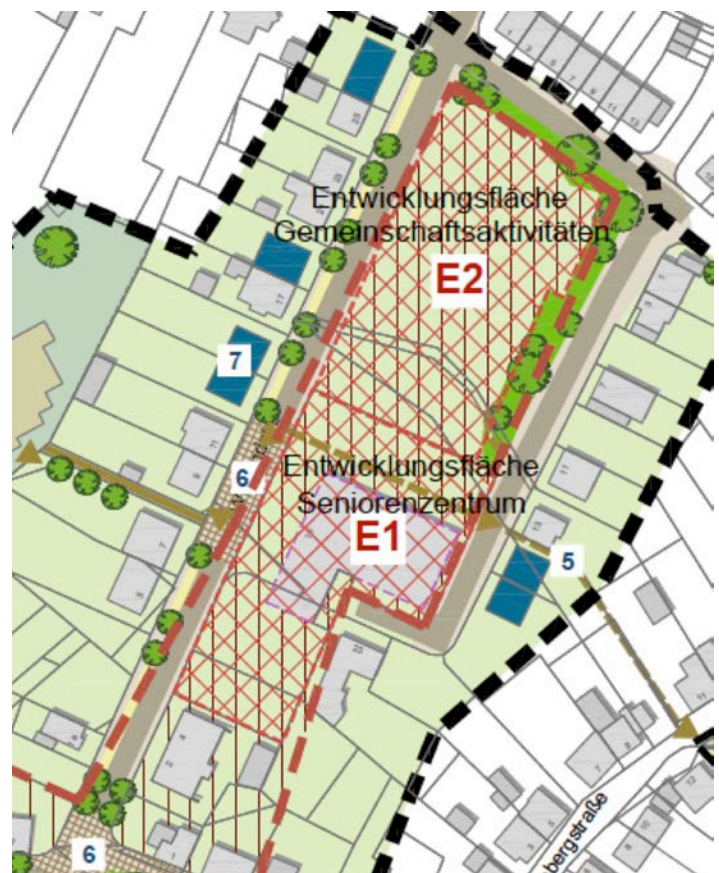 Entwicklungsfläche
Gemeinschaftsaktivitäten
E2
7
Entwicklungsfläche
6
Seniorenzentrum
E1
5
6
bergstraße